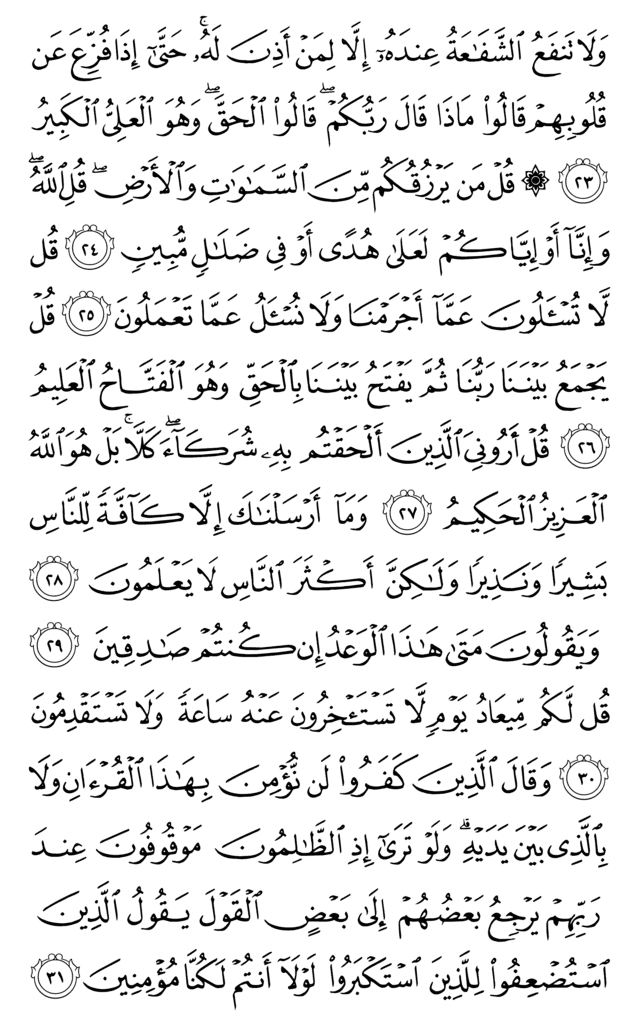 وَلَا تَنفَعُ ٱلشَّفَٰعَةُ عِندَهُۥٓ إِلَّا لِمَنْ أَذِنَ لَهُۥۚ حَتَّىٰٓ إِذَا فُزِّعَ عَن
قُلُوبِهِمْ قَالُوا۟ مَاذَا قَالَ رَبُّكُمْۖ قَالُوا۟ ٱلْحَقَّۖ وَهُوَ ٱلْعَلِىُّ ٱلْكَبِيرُ
٢٣ ۞ قُلْ مَن يَرْزُقُكُم مِّنَ ٱلسَّمَٰوَٰتِ وَٱلْأَرْضِۖ قُلِ ٱللَّهُۖ
وَإِنَّآ أَوْ إِيَّاكُمْ لَعَلَىٰ هُدًى أَوْ فِى ضَلَٰلٍ مُّبِينٍ ٢٤ قُل
لَّا تُسْـَٔلُونَ عَمَّآ أَجْرَمْنَا وَلَا نُسْـَٔلُ عَمَّا تَعْمَلُونَ ٢٥ قُلْ
يَجْمَعُ بَيْنَنَا رَبُّنَا ثُمَّ يَفْتَحُ بَيْنَنَا بِٱلْحَقِّ وَهُوَ ٱلْفَتَّاحُ ٱلْعَلِيمُ
٢٦ قُلْ أَرُونِىَ ٱلَّذِينَ أَلْحَقْتُم بِهِۦ شُرَكَآءَۖ كَلَّاۚ بَلْ هُوَ ٱللَّهُ
ٱلْعَزِيزُ ٱلْحَكِيمُ ٢٧ وَمَآ أَرْسَلْنَٰكَ إِلَّا كَآفَّةً لِّلنَّاسِ
بَشِيرًا وَنَذِيرًا وَلَٰكِنَّ أَكْثَرَ ٱلنَّاسِ لَا يَعْلَمُونَ ٢٨
وَيَقُولُونَ مَتَىٰ هَٰذَا ٱلْوَعْدُ إِن كُنتُمْ صَٰدِقِينَ ٢٩
قُل لَّكُم مِّيعَادُ يَوْمٍ لَّا تَسْتَـْٔخِرُونَ عَنْهُ سَاعَةً وَلَا تَسْتَقْدِمُونَ
٣٠ وَقَالَ ٱلَّذِينَ كَفَرُوا۟ لَن نُّؤْمِنَ بِهَٰذَا ٱلْقُرْءَانِ وَلَا
بِٱلَّذِى بَيْنَ يَدَيْهِۗ وَلَوْ تَرَىٰٓ إِذِ ٱلظَّٰلِمُونَ مَوْقُوفُونَ عِندَ
رَبِّهِمْ يَرْجِعُ بَعْضُهُمْ إِلَىٰ بَعْضٍ ٱلْقَوْلَ يَقُولُ ٱلَّذِينَ
ٱسْتُضْعِفُوا۟ لِلَّذِينَ ٱسْتَكْبَرُوا۟ لَوْلَآ أَنتُمْ لَكُنَّا مُؤْمِنِينَ ٣١